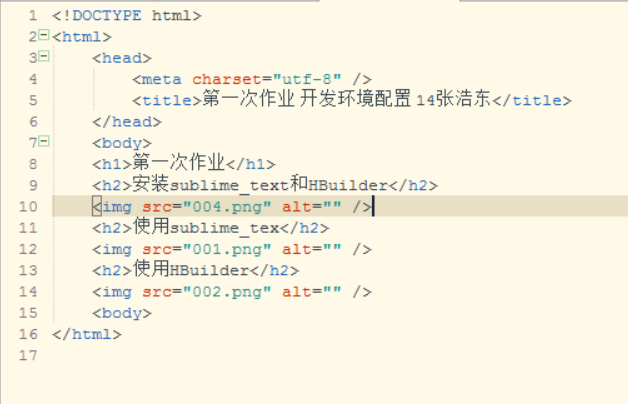 1 <!DOCTYPE html>
2 <html>
3 <head>
4 <meta charset="utf-8" />
5 <title>第一次作业 开发环境配置 14张浩东</title>
6 </head>
7 <body>
8 <h1>第一次作业</h1>
9 <h2>安装sublime_text和HBuilder</h2>
10 <img src="004.png" alt="" />
11 <h2>使用sublime_tex</h2>
12 <img src="001.png" alt="" />
13 <h2>使用HBuilder</h2>
14 <img src="002.png" alt="" />
15 <body>
16 </html>
17